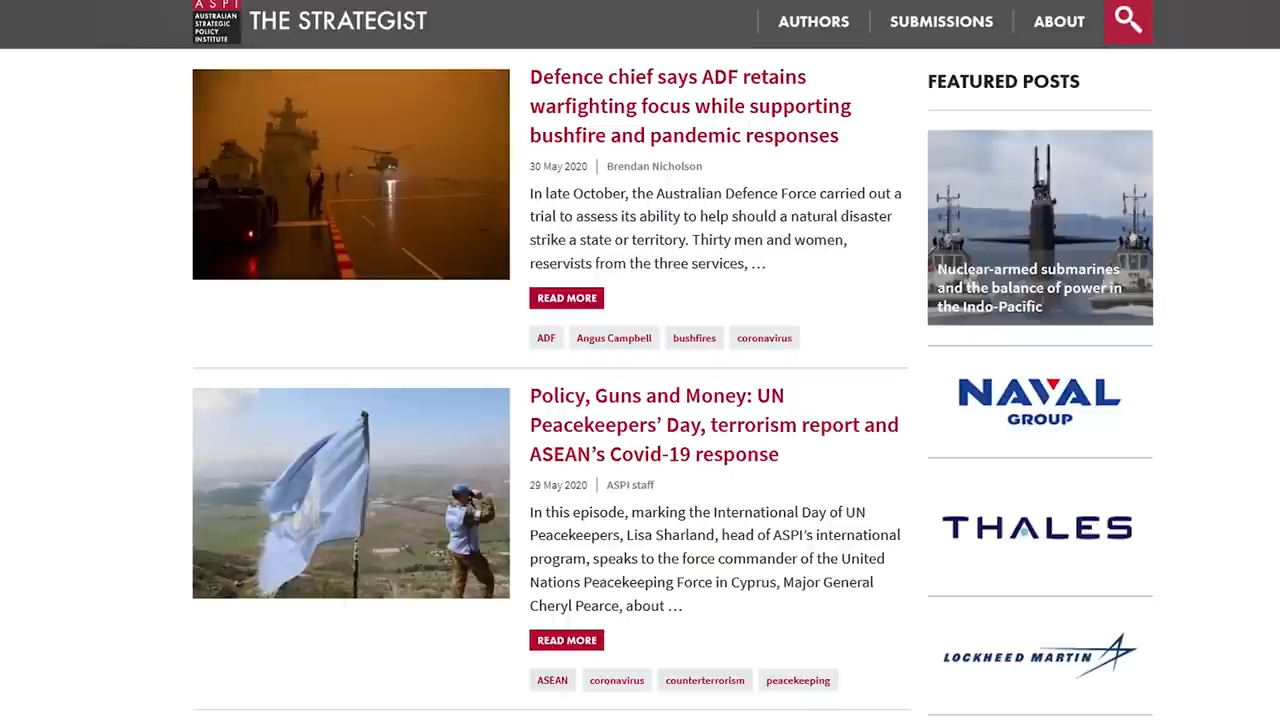 ASPI
AUSTRALIAN
STRATEGIC
POLICY
INSTITUTE
THE STRATEGIST
AUTHORS
SUBMISSIONS
ABOUT
Defence chief says ADF retains
warfighting focus while supporting
bushfire and pandemic responses
30 May 2020 | Brendan Nicholson
In late October, the Australian Defence Force carried out a
trial to assess its ability to help should a natural disaster
strike a state or territory. Thirty men and women,
reservists from the three services, …
READ MORE
ADF
Angus Campbell
bushfires
coronavirus
Policy, Guns and Money: UN
Peacekeepers’ Day, terrorism report and
ASEAN’s Covid-19 response
29 May 2020 | ASPI staff
In this episode, marking the International Day of UN
Peacekeepers, Lisa Sharland, head of ASPI’s international
program, speaks to the force commander of the United
Nations Peacekeeping Force in Cyprus, Major General
Cheryl Pearce, about …
READ MORE
ASEAN
coronavirus
counterterrorism
peacekeeping
FEATURED POSTS
Nuclear-armed submarines
and the balance of power in
the Indo-Pacific
NAVAL
GROUP
THALES
LOCKHEED MARTIN